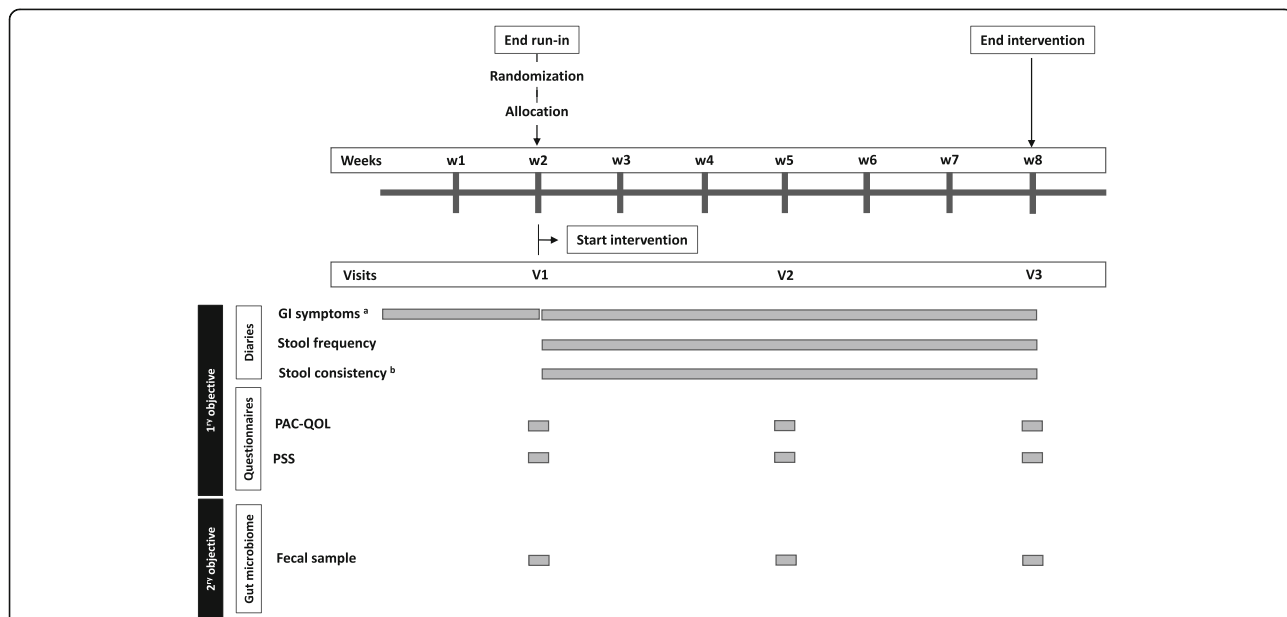 End run-in
End intervention
Randomization
Allocation
Weeks w1 w2 w3 w4 w5 w6 w7 w8
Start intervention
Visits V1 V2 V3
1ry objective
Diaries
GI symptoms a
Stool frequency
Stool consistency b
Questionnaires
PAC-QOL
PSS
2ry objective
Gut microbiome
Fecal sample